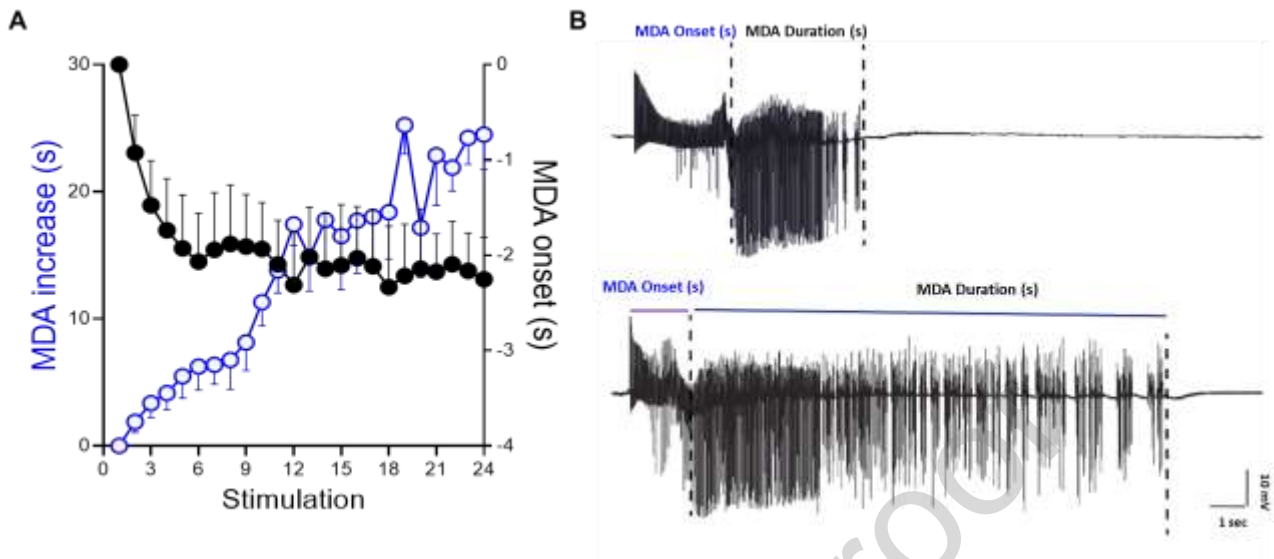 A
MDA increase (s)
30
20
10
0
0
3
6
9
12
15
18
21
24
Stimulation
0
-1
-2
-3
-4
MDA onset (s)
B
MDA Onset (s) MDA Duration (s)
MDA Onset (s) MDA Duration (s)
10 mV
1 sec